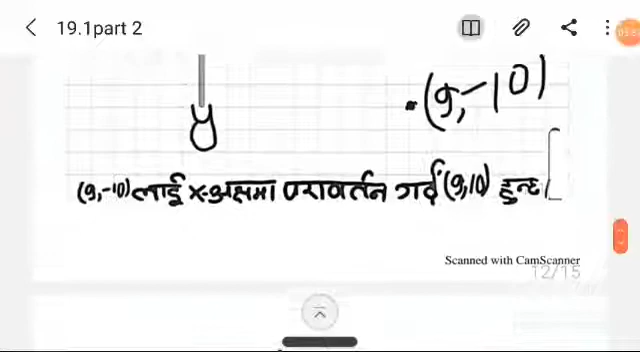 19.1part 2
(9,-10)
y
(9,-10) लाई x-अक्षमा परावर्तन गर्दा (9,10) हुन्छ।
Scanned with CamScanner
12/15